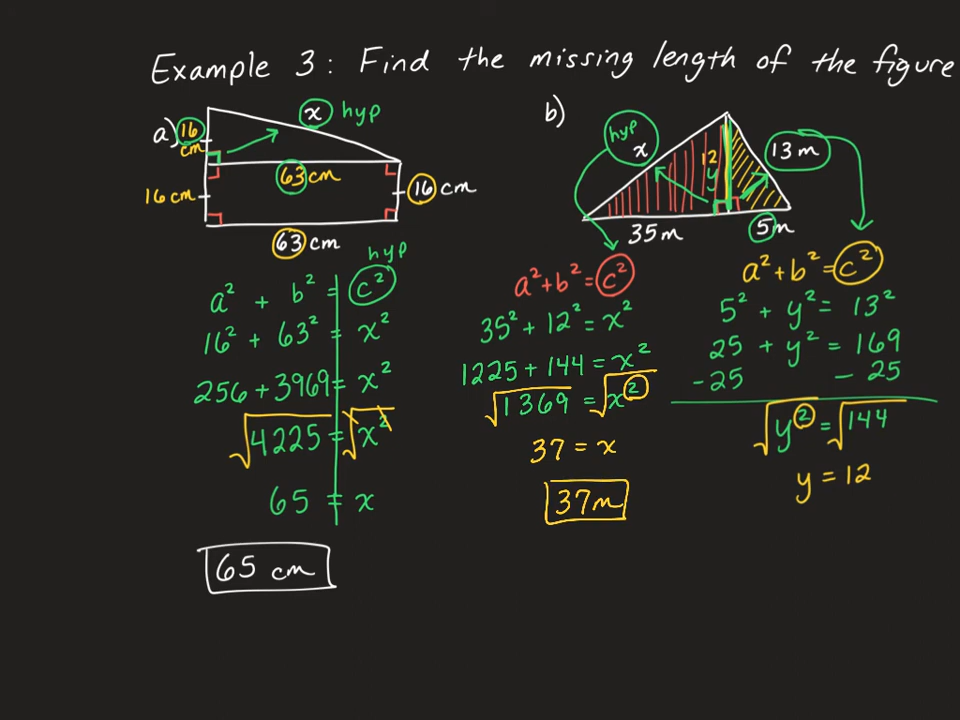 Example 3: Find the missing length of the figure
a) 16 cm
x hyp
63 cm
16 cm
16 cm
63 cm
hyp
a² + b² = c²
16² + 63² = x²
256 + 3969 = x²
√4225 = √x²
65 = x
65 cm
b)
hyp
x
12
y
13 m
35 m
5 m
a² + b² = c²
35² + 12² = x²
1225 + 144 = x²
√1369 = √x²
37 = x
37 m
a² + b² = c²
5² + y² = 13²
25 + y² = 169
-25 - 25
√y² = √144
y = 12